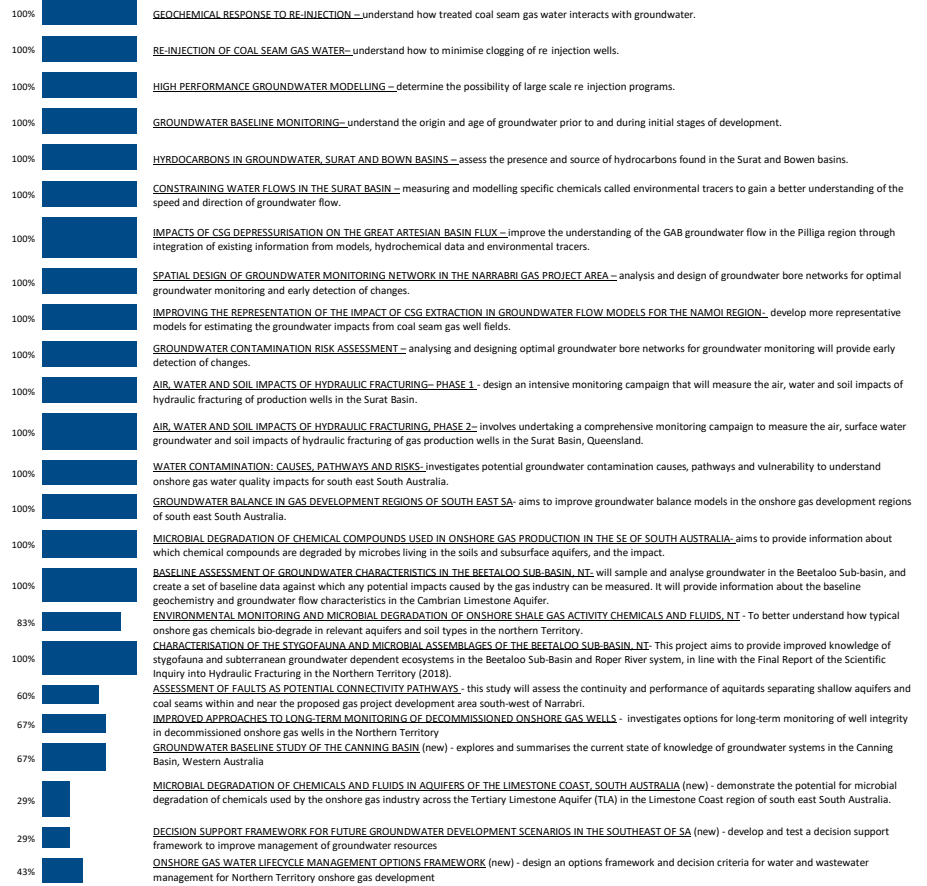 100% GEOCHEMICAL RESPONSE TO RE-INJECTION – understand how treated coal seam gas water interacts with groundwater.
100% RE-INJECTION OF COAL SEAM GAS WATER– understand how to minimise clogging of re injection wells.
100% HIGH PERFORMANCE GROUNDWATER MODELLING – determine the possibility of large scale re injection programs.
100% GROUNDWATER BASELINE MONITORING– understand the origin and age of groundwater prior to and during initial stages of development.
100% HYRDOCARBONS IN GROUNDWATER, SURAT AND BOWN BASINS – assess the presence and source of hydrocarbons found in the Surat and Bowen basins.
100% CONSTRAINING WATER FLOWS IN THE SURAT BASIN – measuring and modelling specific chemicals called environmental tracers to gain a better understanding of the
speed and direction of groundwater flow.
100% IMPACTS OF CSG DEPRESSURISATION ON THE GREAT ARTESIAN BASIN FLUX – improve the understanding of the GAB groundwater flow in the Pilliga region through
integration of existing information from models, hydrochemical data and environmental tracers.
100% SPATIAL DESIGN OF GROUNDWATER MONITORING NETWORK IN THE NARRABRI GAS PROJECT AREA – analysis and design of groundwater bore networks for optimal
groundwater monitoring and early detection of changes.
100% IMPROVING THE REPRESENTATION OF THE IMPACT OF CSG EXTRACTION IN GROUNDWATER FLOW MODELS FOR THE NAMOI REGION- develop more representative
models for estimating the groundwater impacts from coal seam gas well fields.
100% GROUNDWATER CONTAMINATION RISK ASSESSMENT – analysing and designing optimal groundwater bore networks for groundwater monitoring will provide early
detection of changes.
100% AIR, WATER AND SOIL IMPACTS OF HYDRAULIC FRACTURING– PHASE 1 - design an intensive monitoring campaign that will measure the air, water and soil impacts of
hydraulic fracturing of production wells in the Surat Basin.
100% AIR, WATER AND SOIL IMPACTS OF HYDRAULIC FRACTURING, PHASE 2– involves undertaking a comprehensive monitoring campaign to measure the air, surface water
groundwater and soil impacts of hydraulic fracturing of gas production wells in the Surat Basin, Queensland.
100% WATER CONTAMINATION: CAUSES, PATHWAYS AND RISKS- investigates potential groundwater contamination causes, pathways and vulnerability to understand
onshore gas water quality impacts for south east South Australia.
100% GROUNDWATER BALANCE IN GAS DEVELOPMENT REGIONS OF SOUTH EAST SA- aims to improve groundwater balance models in the onshore gas development regions
of south east South Australia.
100% MICROBIAL DEGRADATION OF CHEMICAL COMPOUNDS USED IN ONSHORE GAS PRODUCTION IN THE SE OF SOUTH AUSTRALIA- aims to provide information about
which chemical compounds are degraded by microbes living in the soils and subsurface aquifers, and the impact.
100% BASELINE ASSESSMENT OF GROUNDWATER CHARACTERISTICS IN THE BEETALOO SUB-BASIN, NT- will sample and analyse groundwater in the Beetaloo Sub-basin, and
create a set of baseline data against which any potential impacts caused by the gas industry can be measured. It will provide information about the baseline
geochemistry and groundwater flow characteristics in the Cambrian Limestone Aquifer.
83% ENVIRONMENTAL MONITORING AND MICROBIAL DEGRADATION OF ONSHORE SHALE GAS ACTIVITY CHEMICALS AND FLUIDS, NT - To better understand how typical
onshore gas chemicals bio-degrade in relevant aquifers and soil types in the northern Territory.
100% CHARACTERISATION OF THE STYGOFAUNA AND MICROBIAL ASSEMBLAGES OF THE BEETALOO SUB-BASIN, NT- This project aims to provide improved knowledge of
stygofauna and subterranean groundwater dependent ecosystems in the Beetaloo Sub-Basin and Roper River system, in line with the Final Report of the Scientific
Inquiry into Hydraulic Fracturing in the Northern Territory (2018).
60% ASSESSMENT OF FAULTS AS POTENTIAL CONNECTIVITY PATHWAYS - this study will assess the continuity and performance of aquitards separating shallow aquifers and
coal seams within and near the proposed gas project development area south-west of Narrabri.
67% IMPROVED APPROACHES TO LONG-TERM MONITORING OF DECOMMISSIONED ONSHORE GAS WELLS - investigates options for long-term monitoring of well integrity
in decommissioned onshore gas wells in the Northern Territory
67% GROUNDWATER BASELINE STUDY OF THE CANNING BASIN (new) - explores and summarises the current state of knowledge of groundwater systems in the Canning
Basin, Western Australia
29% MICROBIAL DEGRADATION OF CHEMICALS AND FLUIDS IN AQUIFERS OF THE LIMESTONE COAST, SOUTH AUSTRALIA (new) - demonstrate the potential for microbial
degradation of chemicals used by the onshore gas industry across the Tertiary Limestone Aquifer (TLA) in the Limestone Coast region of south east South Australia.
29% DECISION SUPPORT FRAMEWORK FOR FUTURE GROUNDWATER DEVELOPMENT SCENARIOS IN THE SOUTHEAST OF SA (new) - develop and test a decision support
framework to improve management of groundwater resources
43% ONSHORE GAS WATER LIFECYCLE MANAGEMENT OPTIONS FRAMEWORK (new) - design an options framework and decision criteria for water and wastewater
management for Northern Territory onshore gas development